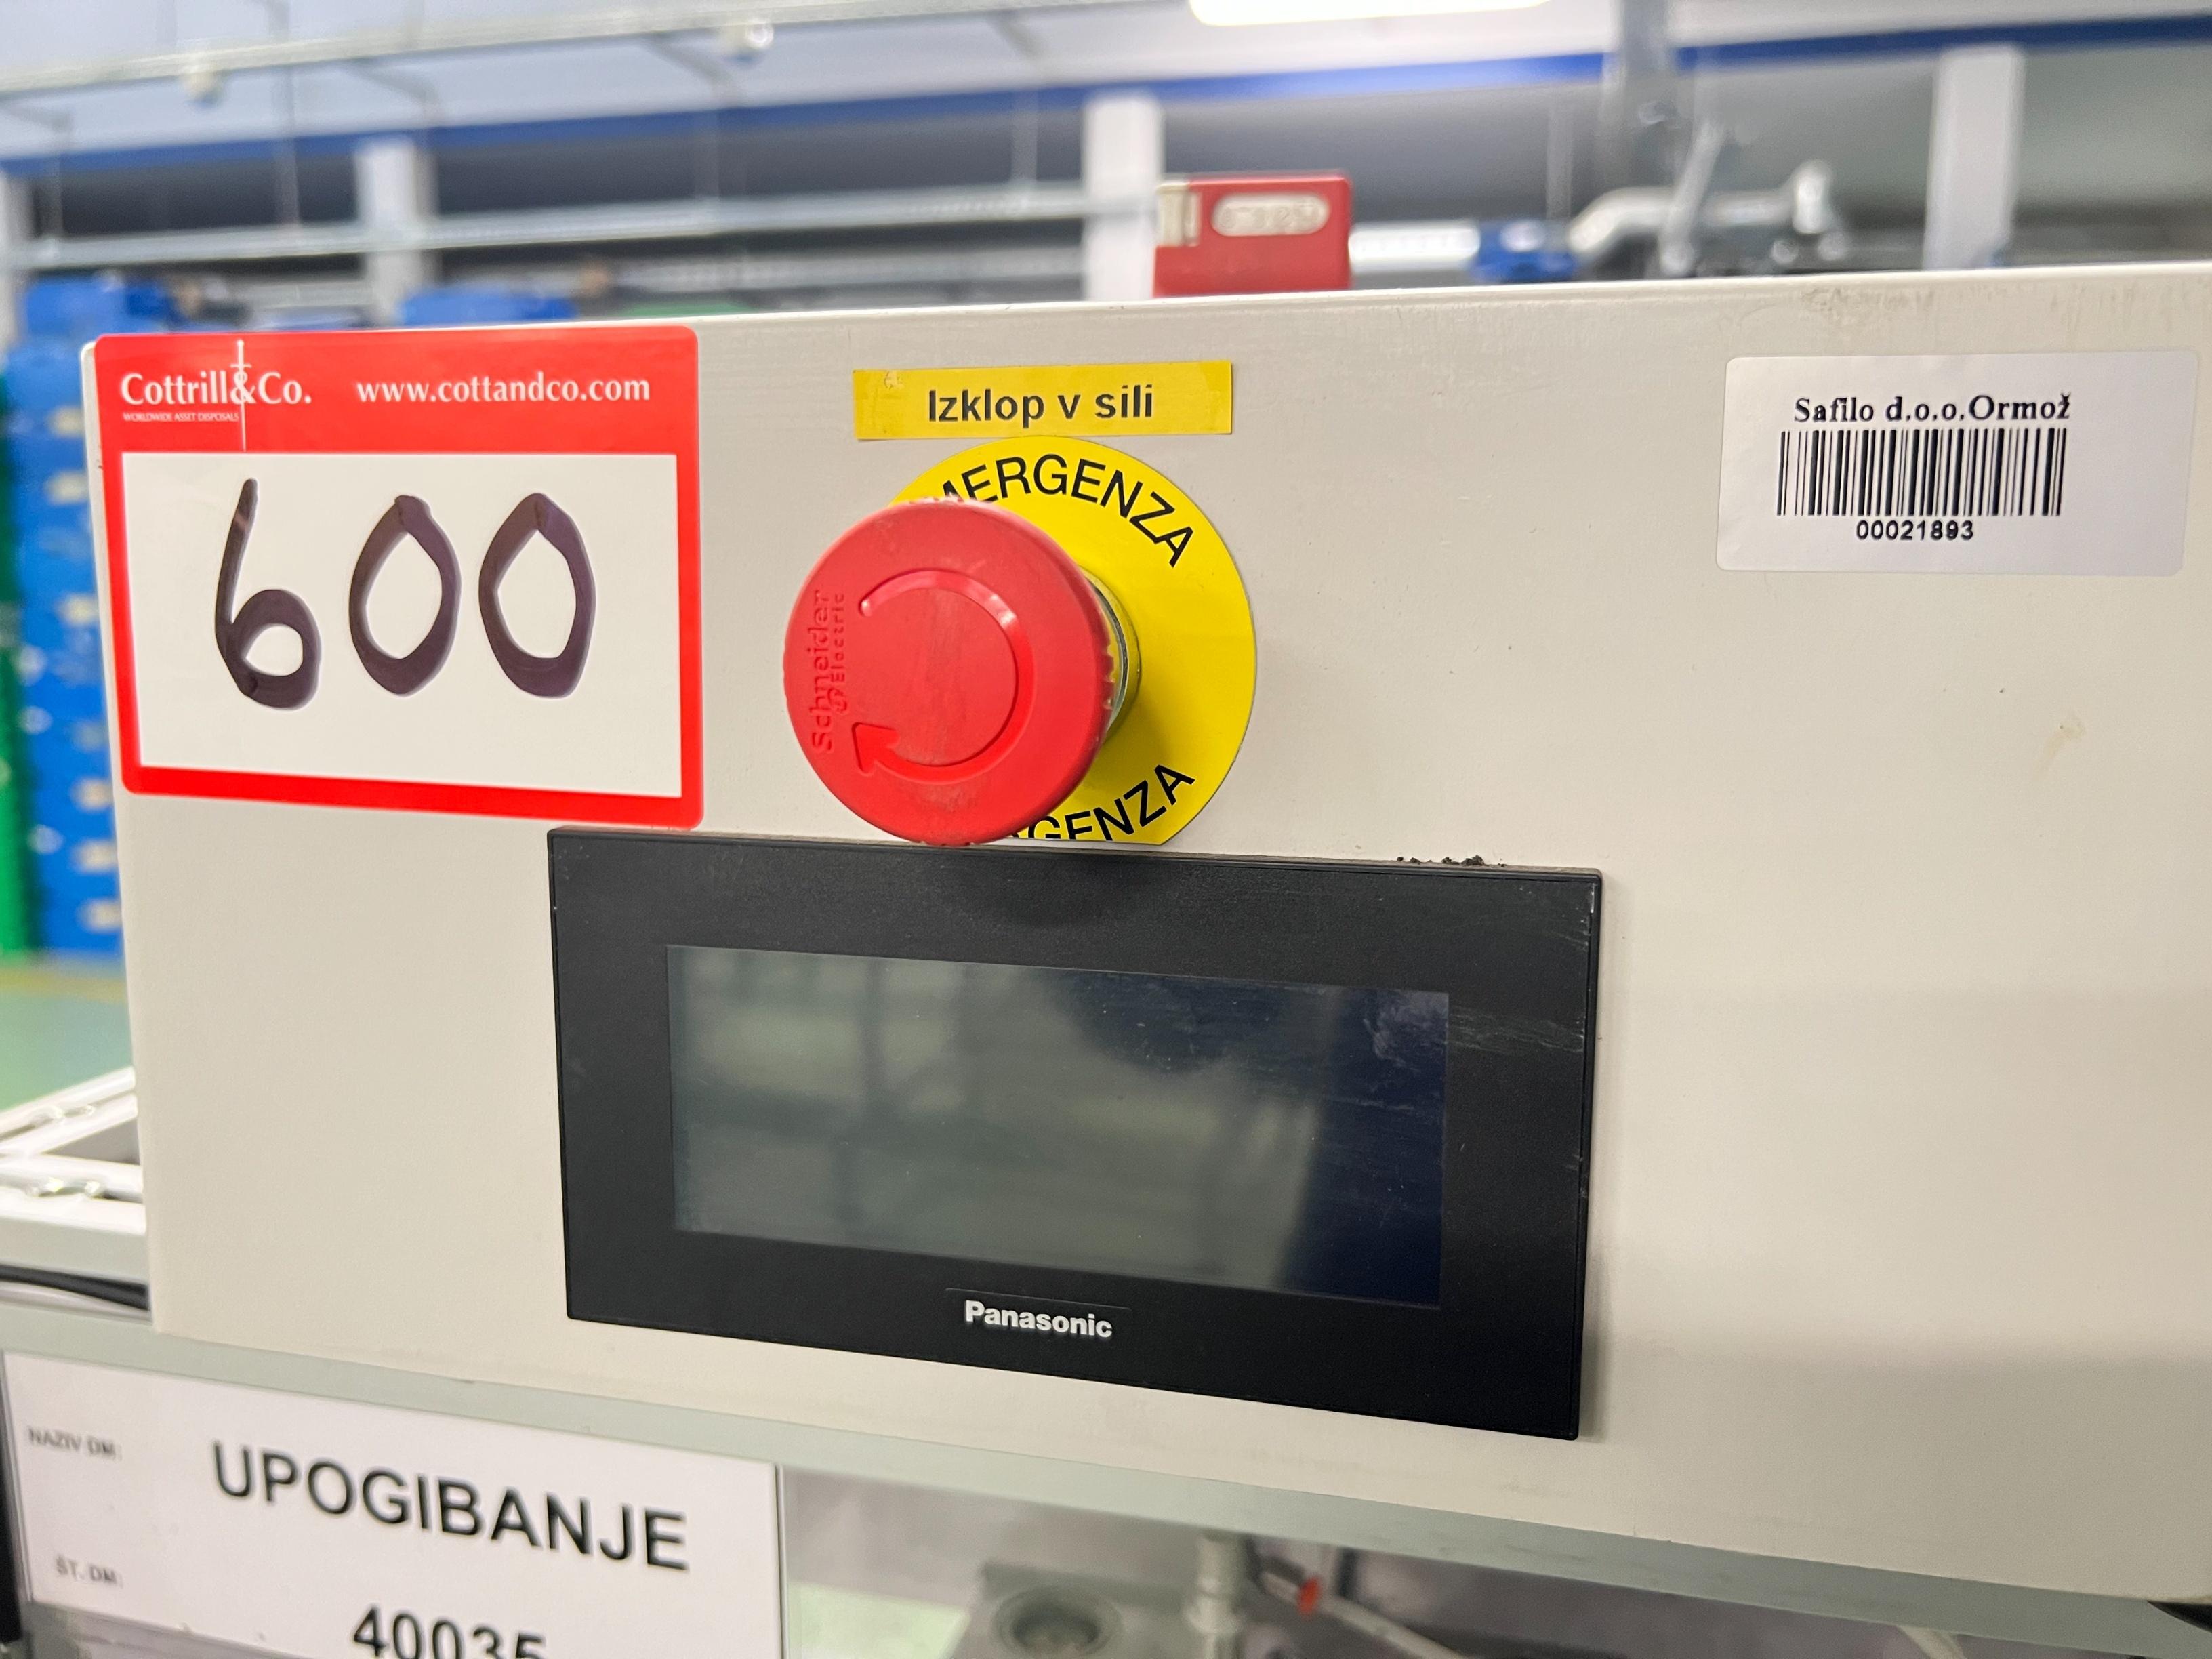 Cottrill&Co. www.cottandco.com
WORLDWIDE ASSET DISPOSALS
600
Izklop v sili
MERGENZA
Schneider
Electric
GENZA
Safilo d.o.o.Ormož
00021893
Panasonic
NAZIV DM:
UPOGIBANJE
ŠT. DM:
40035